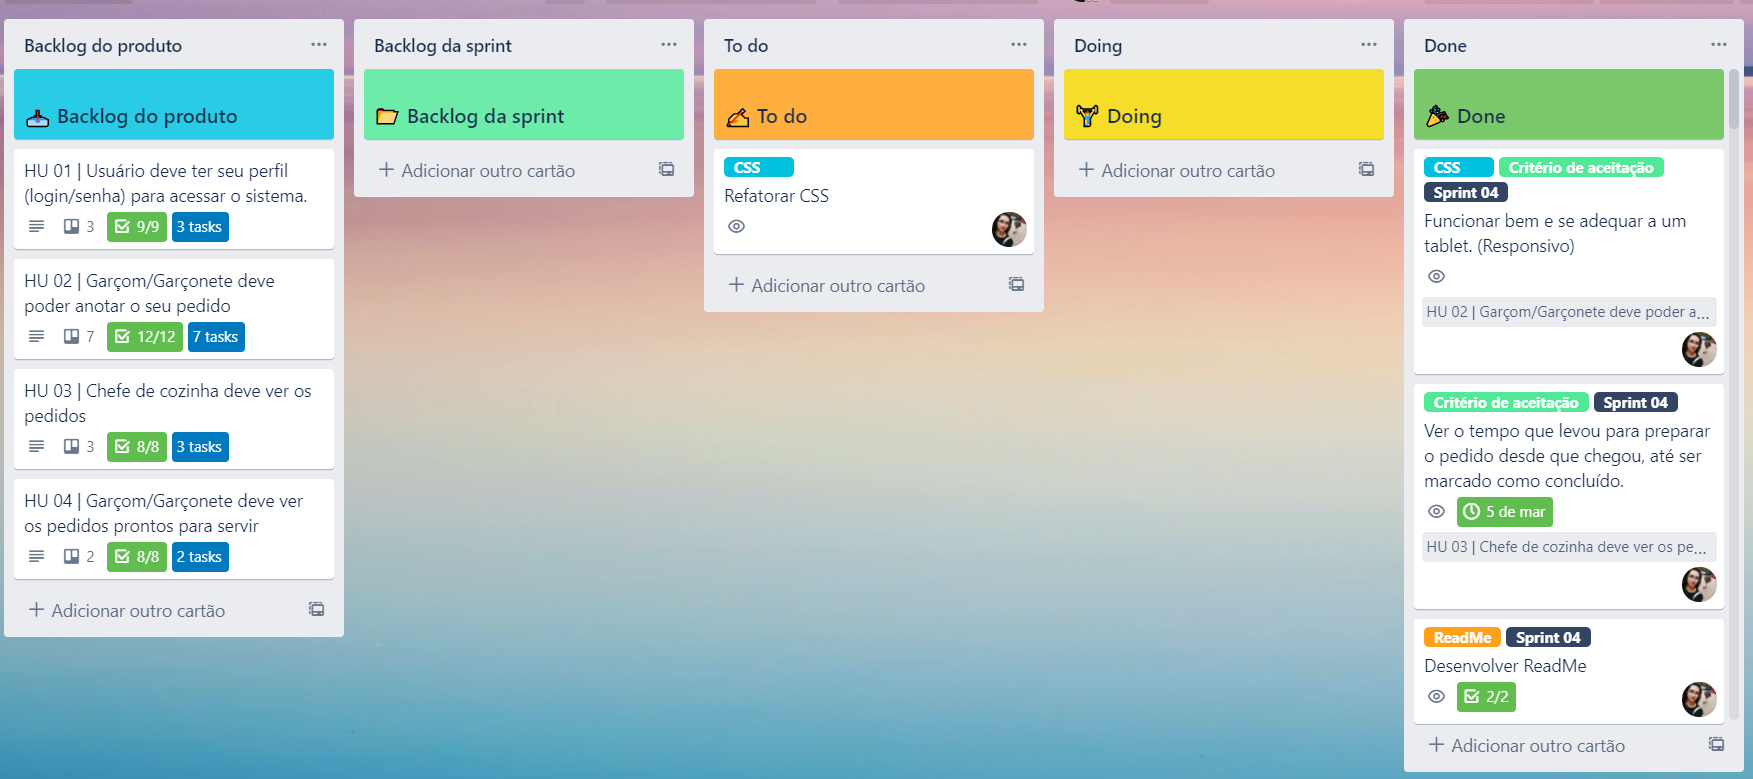 Backlog do produto
Backlog do produto
HU 01 | Usuário deve ter seu perfil
(login/senha) para acessar o sistema.
3 9/9 3 tasks
HU 02 | Garçom/Garçonete deve
poder anotar o seu pedido
7 12/12 7 tasks
HU 03 | Chefe de cozinha deve ver os
pedidos
3 8/8 3 tasks
HU 04 | Garçom/Garçonete deve ver
os pedidos prontos para servir
2 8/8 2 tasks
+ Adicionar outro cartão
Backlog da sprint
Backlog da sprint
+ Adicionar outro cartão
To do
To do
CSS
Refatorar CSS
+ Adicionar outro cartão
Doing
Doing
+ Adicionar outro cartão
Done
Done
CSS Critério de aceitação
Sprint 04
Funcionar bem e se adequar a um
tablet. (Responsivo)
HU 02 | Garçom/Garçonete deve poder a...
Critério de aceitação Sprint 04
Ver o tempo que levou para preparar
o pedido desde que chegou, até ser
marcado como concluído.
5 de mar
HU 03 | Chefe de cozinha deve ver os pe...
ReadMe Sprint 04
Desenvolver ReadMe
2/2
+ Adicionar outro cartão